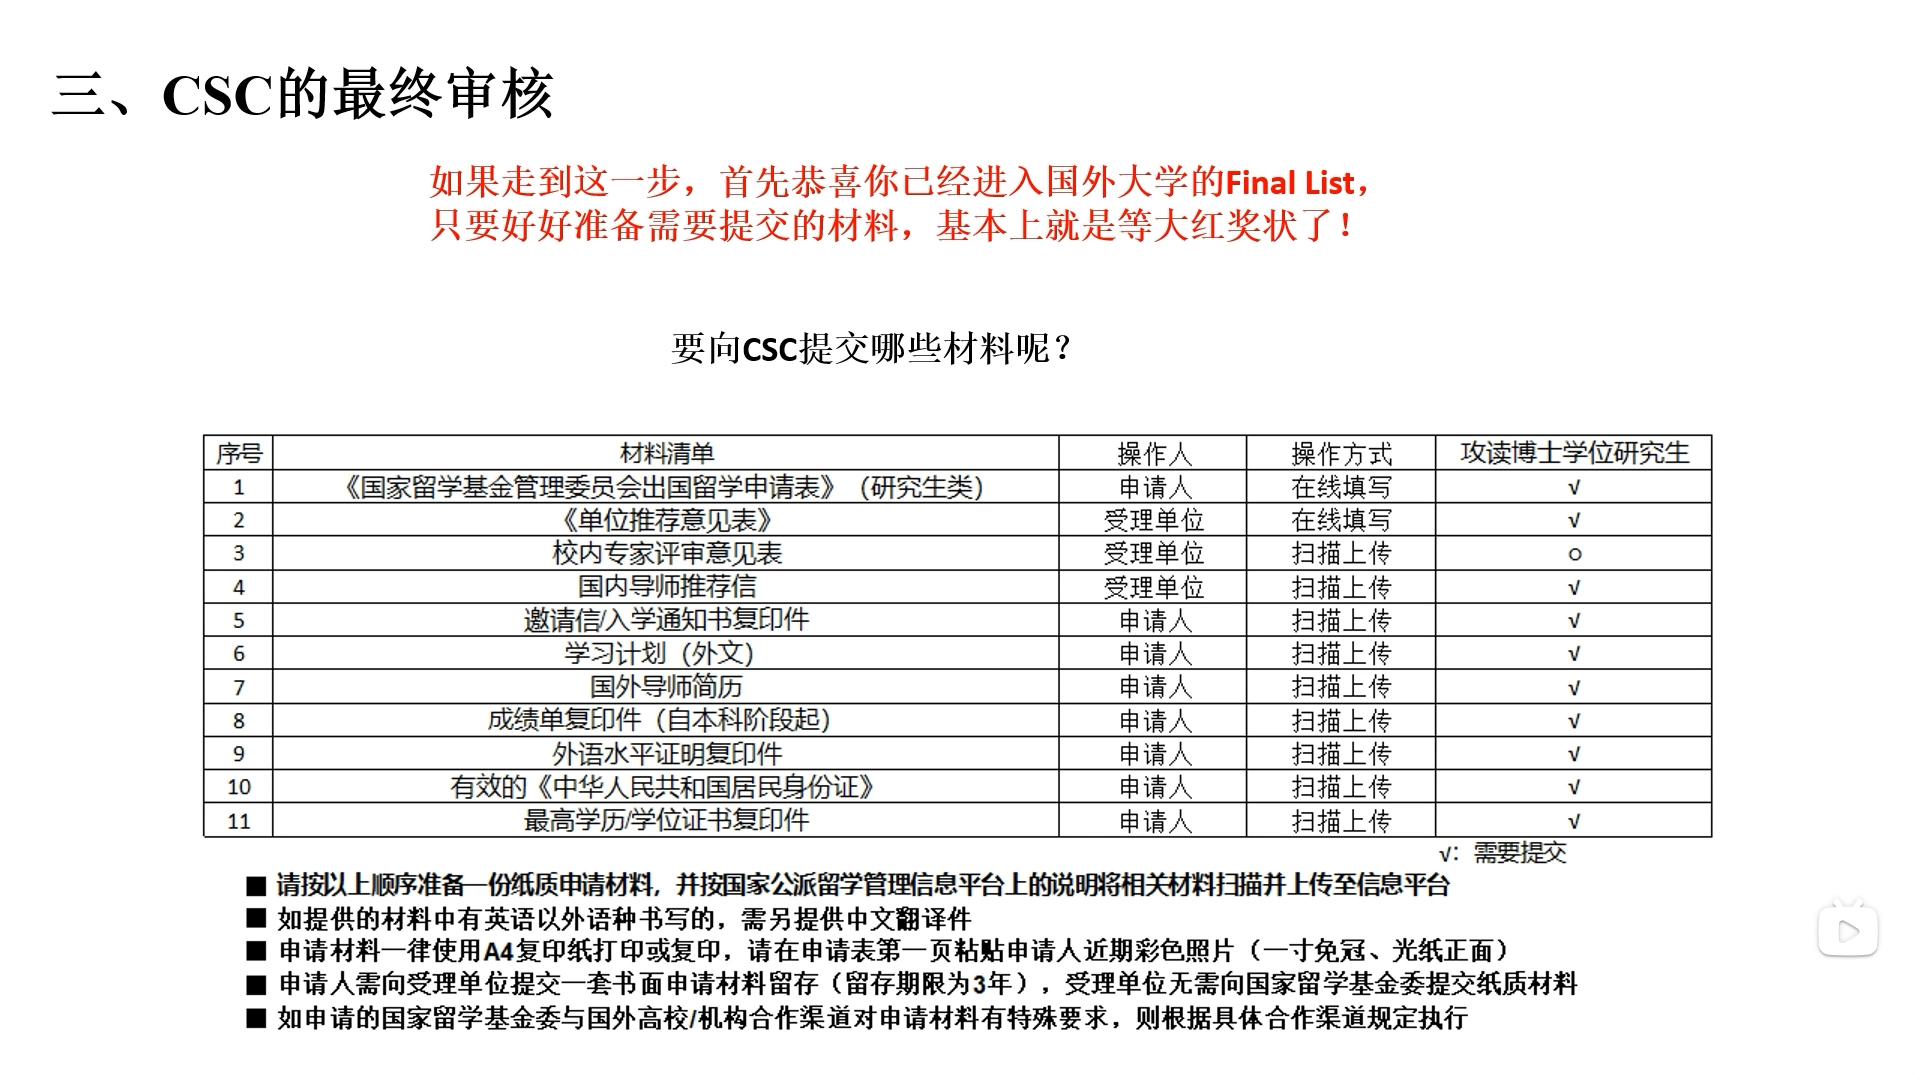 三、CSC的最终审核
如果走到这一步，首先恭喜你已经进入国外大学的Final List，
只要好好准备需要提交的材料，基本上就是等大红奖状了！
要向CSC提交哪些材料呢？
序号 材料清单 操作人 操作方式 攻读博士学位研究生
1 《国家留学基金管理委员会出国留学申请表》（研究生类） 申请人 在线填写 √
2 《单位推荐意见表》 受理单位 在线填写 √
3 校内专家评审意见表 受理单位 扫描上传 ○
4 国内导师推荐信 受理单位 扫描上传 √
5 邀请信/入学通知书复印件 申请人 扫描上传 √
6 学习计划（外文） 申请人 扫描上传 √
7 国外导师简历 申请人 扫描上传 √
8 成绩单复印件（自本科阶段起） 申请人 扫描上传 √
9 外语水平证明复印件 申请人 扫描上传 √
10 有效的《中华人民共和国居民身份证》 申请人 扫描上传 √
11 最高学历/学位证书复印件 申请人 扫描上传 √
√：需要提交
■ 请按以上顺序准备一份纸质申请材料，并按国家公派留学管理信息平台上的说明将相关材料扫描并上传至信息平台
■ 如提供的材料中有英语以外语种书写的，需另提供中文翻译件
■ 申请材料一律使用A4复印纸打印或复印，请在申请表第一页粘贴申请人近期彩色照片（一寸免冠、光纸正面）
■ 申请人需向受理单位提交一套书面申请材料留存（留存期限为3年），受理单位无需向国家留学基金委提交纸质材料
■ 如申请的国家留学基金委与国外高校/机构合作渠道对申请材料有特殊要求，则根据具体合作渠道规定执行